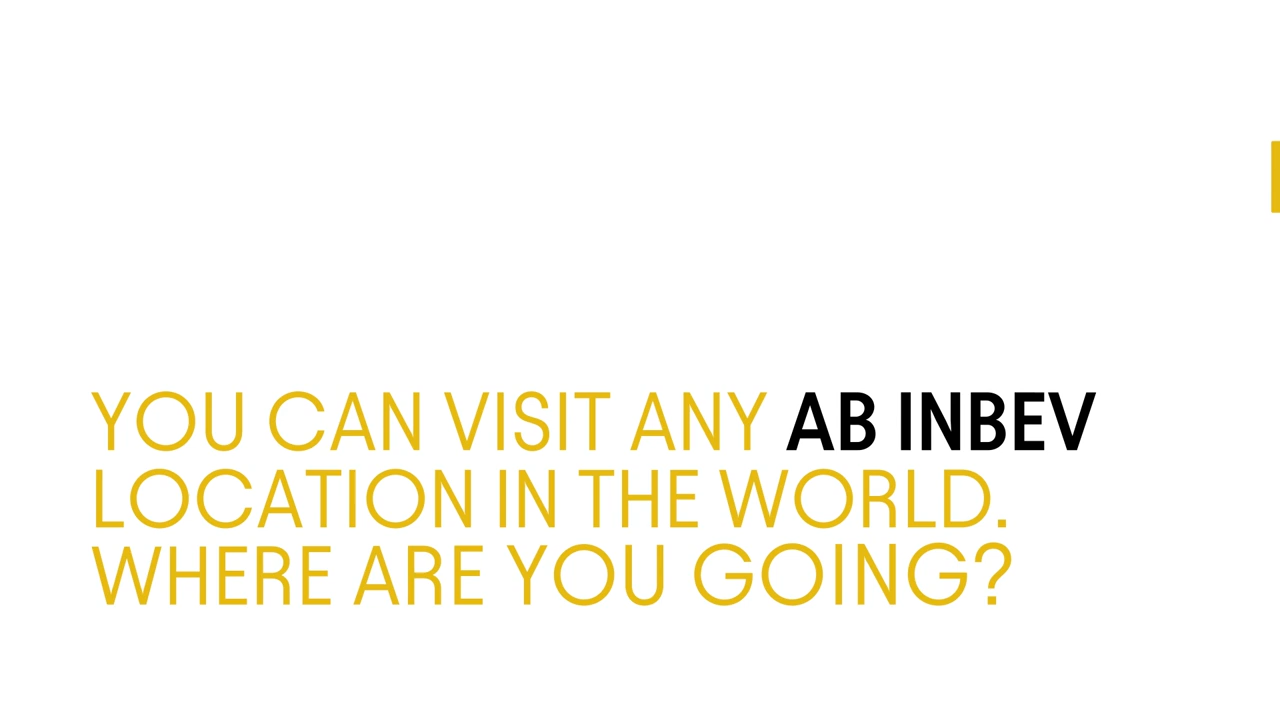 YOU CAN VISIT ANY AB INBEV
LOCATION IN THE WORLD.
WHERE ARE YOU GOING?